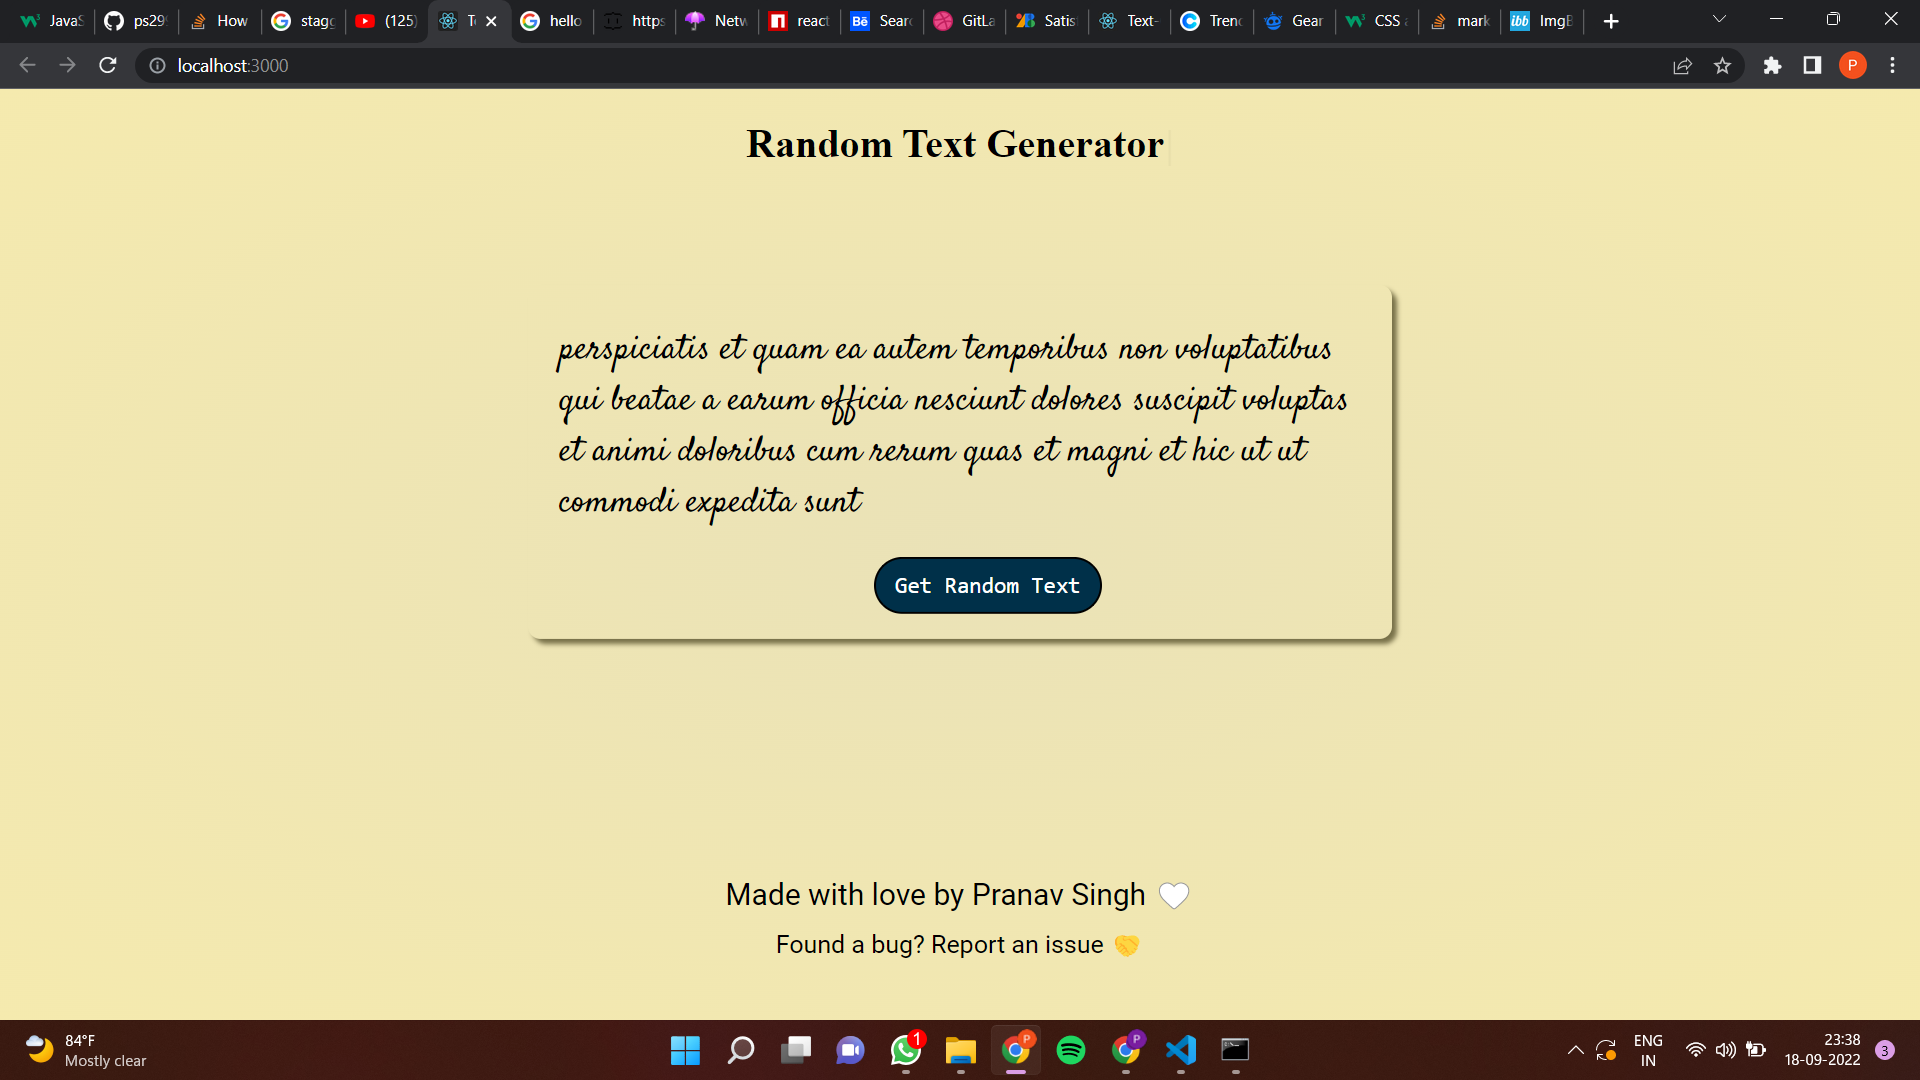 JavaS
ps29
How
stagg
(125)
hello
https
Netw
react
Searc
GitLa
Satis
Text-
Trenc
Gear
CSS a
mark
ImgB
localhost:3000
P
Random Text Generator
perspiciatis et quam ea autem temporibus non voluptatibus
qui beatae a earum officia nesciunt dolores suscipit voluptas
et animi doloribus cum rerum quas et magni et hic ut ut
commodi expedita sunt
Get Random Text
Made with love by Pranav Singh 🤍
Found a bug? Report an issue 🤝
84°F
Mostly clear
1
P
P
ENG
IN
23:38
18-09-2022
3